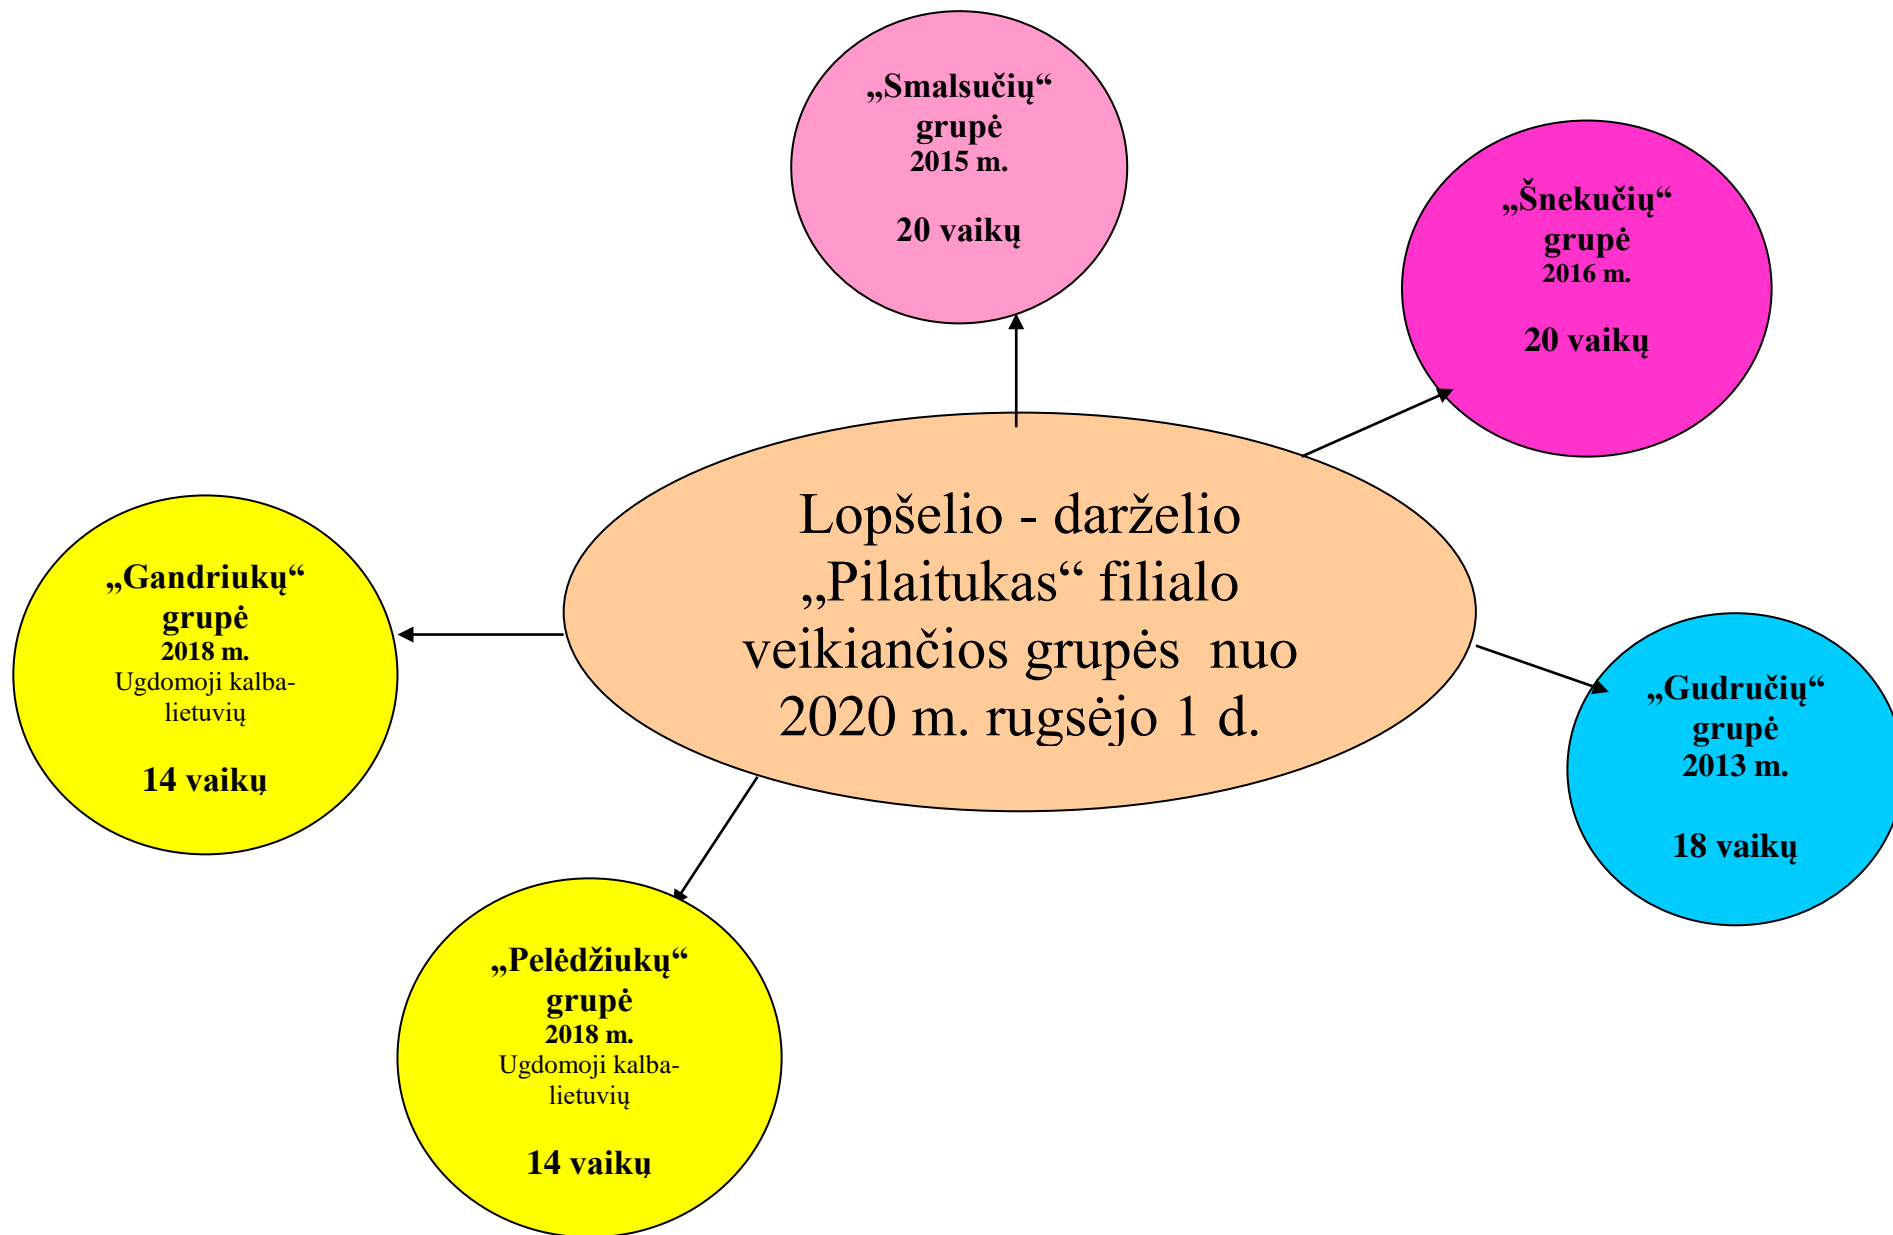 „Smalsučių“
grupė
2015 m.
20 vaikų
„Šnekučių“
grupė
2016 m.
20 vaikų
Lopšelio - darželio
„Pilaitukas“ filialo
veikiančios grupės nuo
2020 m. rugsėjo 1 d.
„Gandriukų“
grupė
2018 m.
Ugdomoji kalba-
lietuvių
14 vaikų
„Gudručių“
grupė
2013 m.
18 vaikų
„Pelėdžiukų“
grupė
2018 m.
Ugdomoji kalba-
lietuvių
14 vaikų